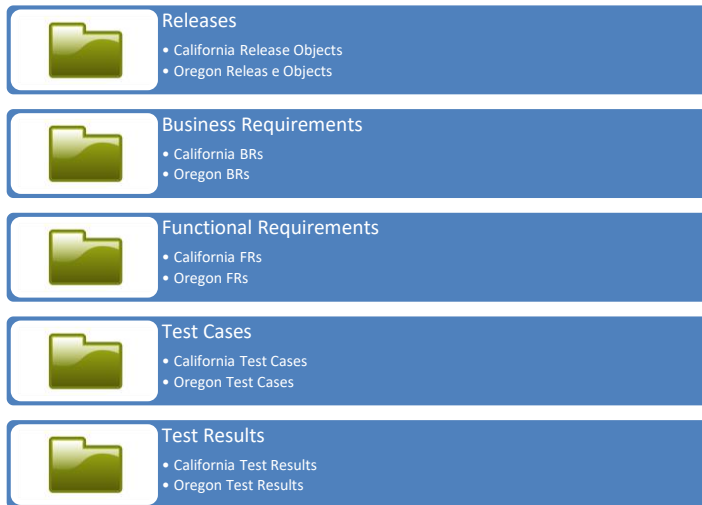 Releases
• California Release Objects
• Oregon Releas e Objects
Business Requirements
• California BRs
• Oregon BRs
Functional Requirements
• California FRs
• Oregon FRs
Test Cases
• California Test Cases
• Oregon Test Cases
Test Results
• California Test Results
• Oregon Test Results